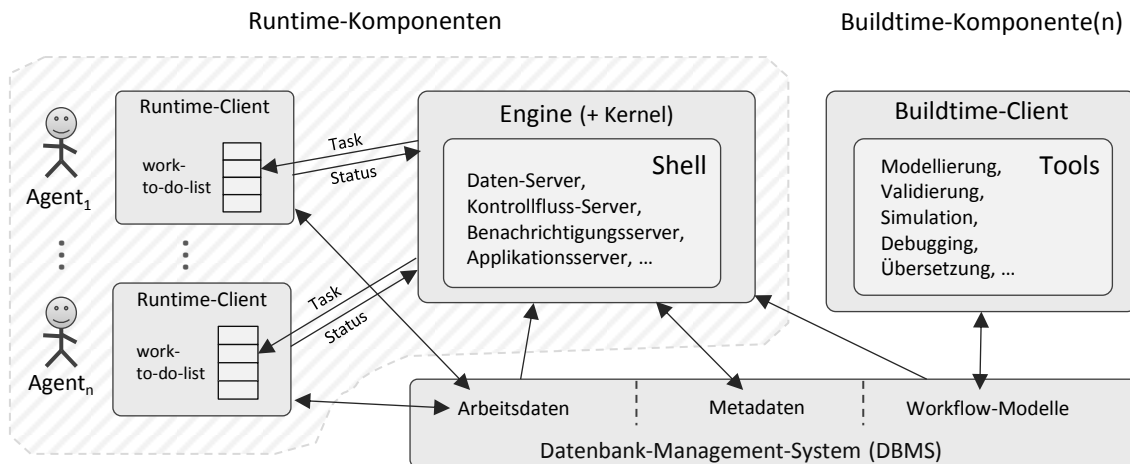 Runtime-Komponenten
Buildtime-Komponente(n)
Runtime-Client
work-
to-do-list
Agent1
Task
Status
Engine (+ Kernel)
Shell
Daten-Server,
Kontrollfluss-Server,
Benachrichtigungsserver,
Applikationsserver, ...
Buildtime-Client
Tools
Modellierung,
Validierung,
Simulation,
Debugging,
Übersetzung, ...
Runtime-Client
work-
to-do-list
Agentn
Task
Status
Arbeitsdaten
Metadaten
Workflow-Modelle
Datenbank-Management-System (DBMS)